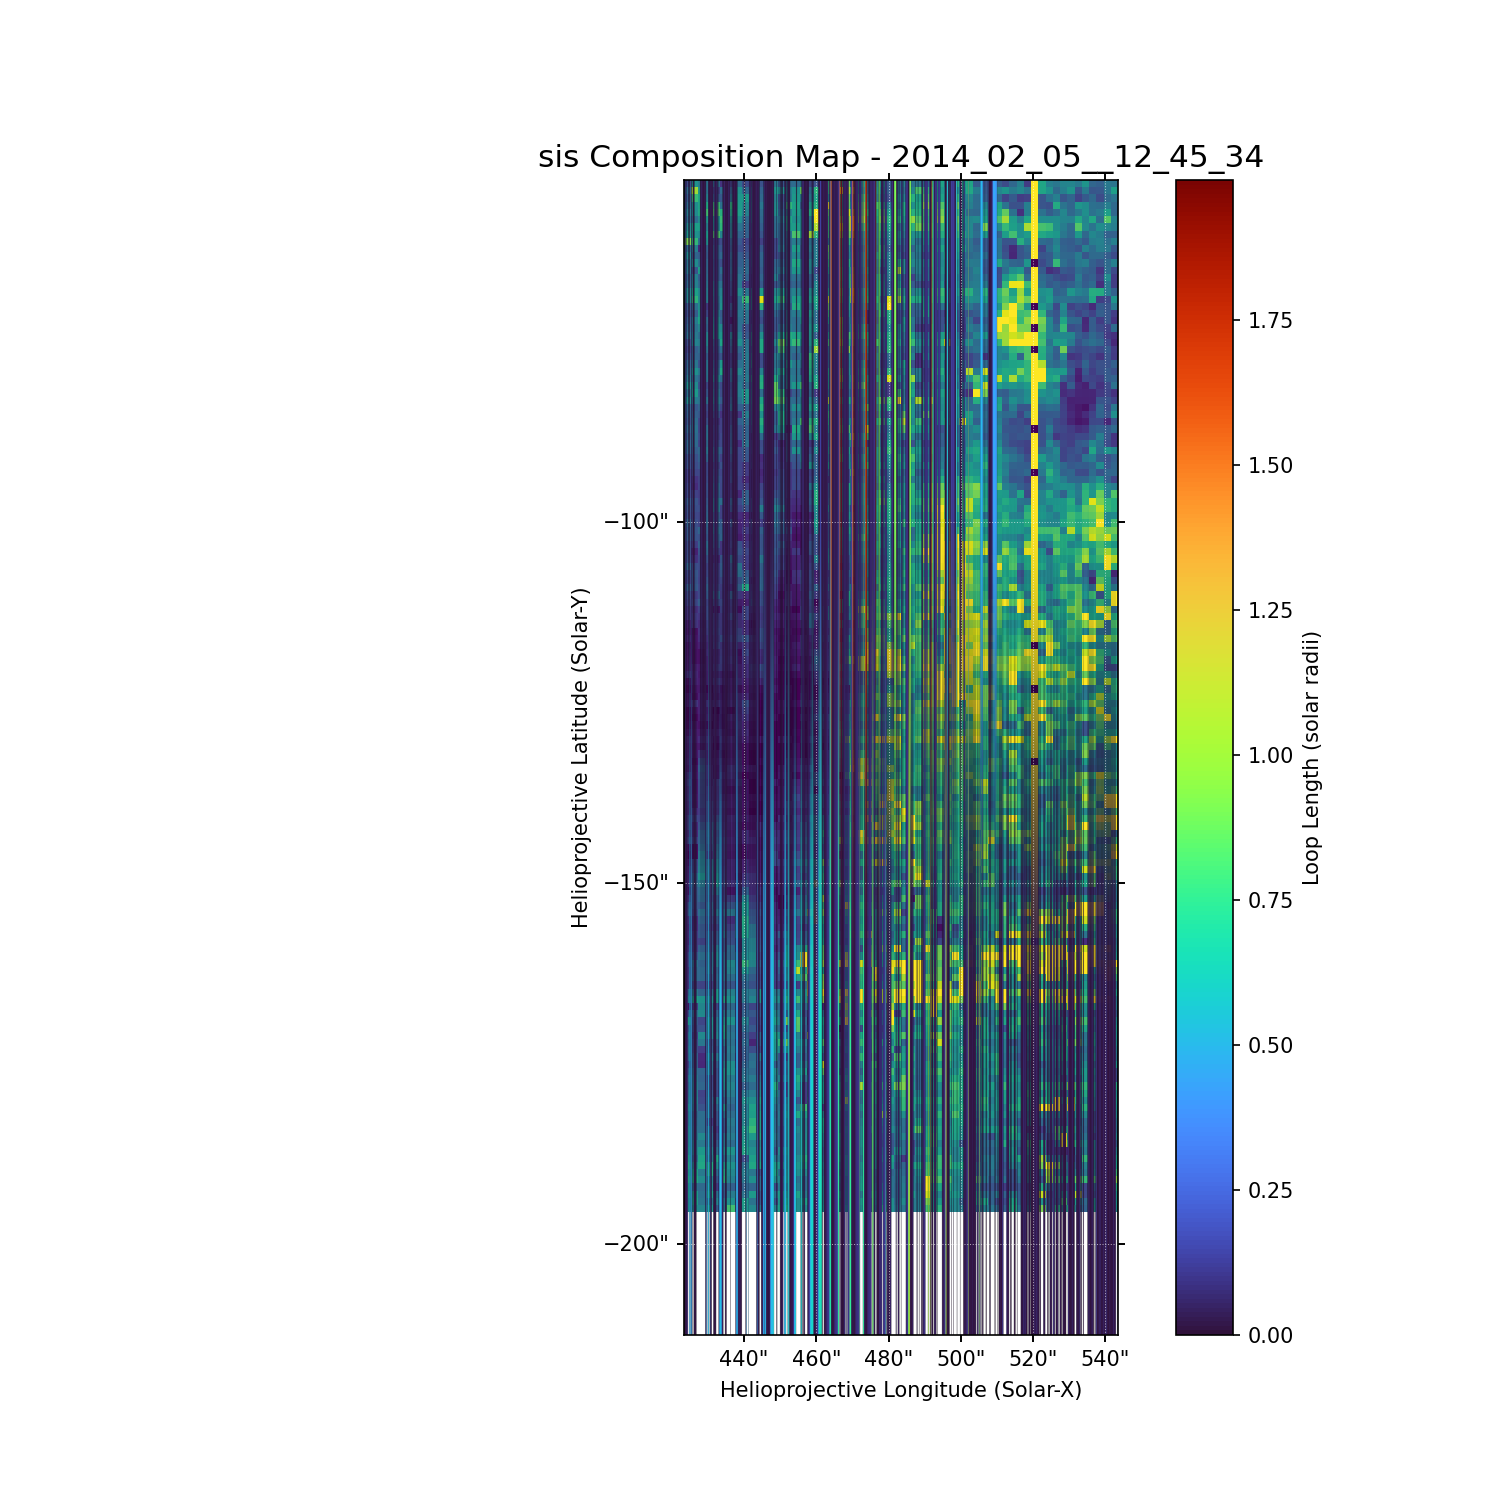 sis Composition Map - 2014_02_05__12_45_34
Helioprojective Latitude (Solar-Y)
−100"
−150"
−200"
440" 460" 480" 500" 520" 540"
Helioprojective Longitude (Solar-X)
1.75
1.50
1.25
1.00
0.75
0.50
0.25
0.00
Loop Length (solar radii)